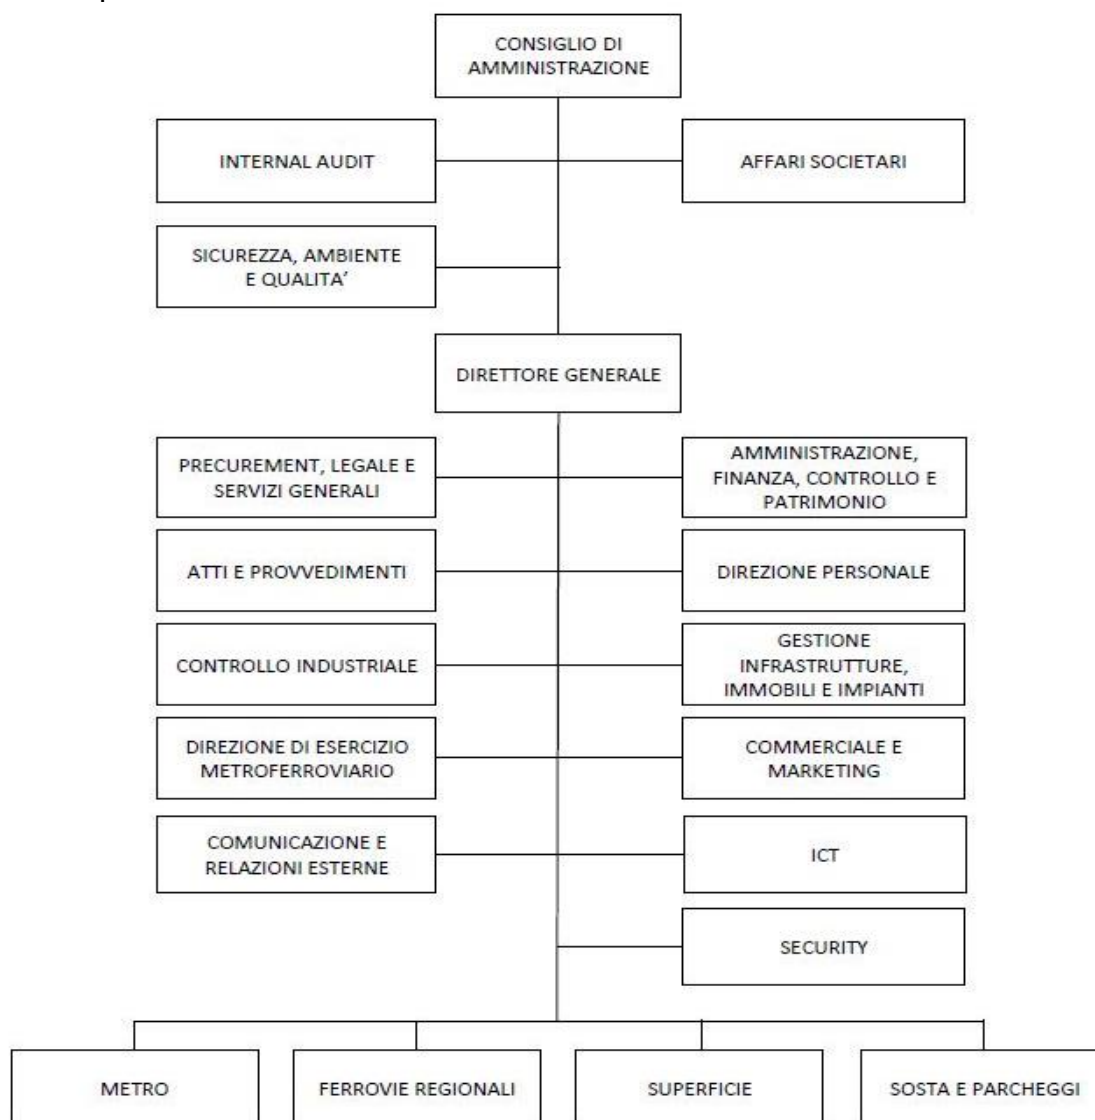 CONSIGLIO DI
AMMINISTRAZIONE
INTERNAL AUDIT
AFFARI SOCIETARI
SICUREZZA, AMBIENTE
E QUALITA’
DIRETTORE GENERALE
PRECUREMENT, LEGALE E
SERVIZI GENERALI
AMMINISTRAZIONE,
FINANZA, CONTROLLO E
PATRIMONIO
ATTI E PROVVEDIMENTI
DIREZIONE PERSONALE
CONTROLLO INDUSTRIALE
GESTIONE
INFRASTRUTTURE,
IMMOBILI E IMPIANTI
DIREZIONE DI ESERCIZIO
METROFERROVIARIO
COMMERCIALE E
MARKETING
COMUNICAZIONE E
RELAZIONI ESTERNE
ICT
SECURITY
METRO
FERROVIE REGIONALI
SUPERFICIE
SOSTA E PARCHEGGI